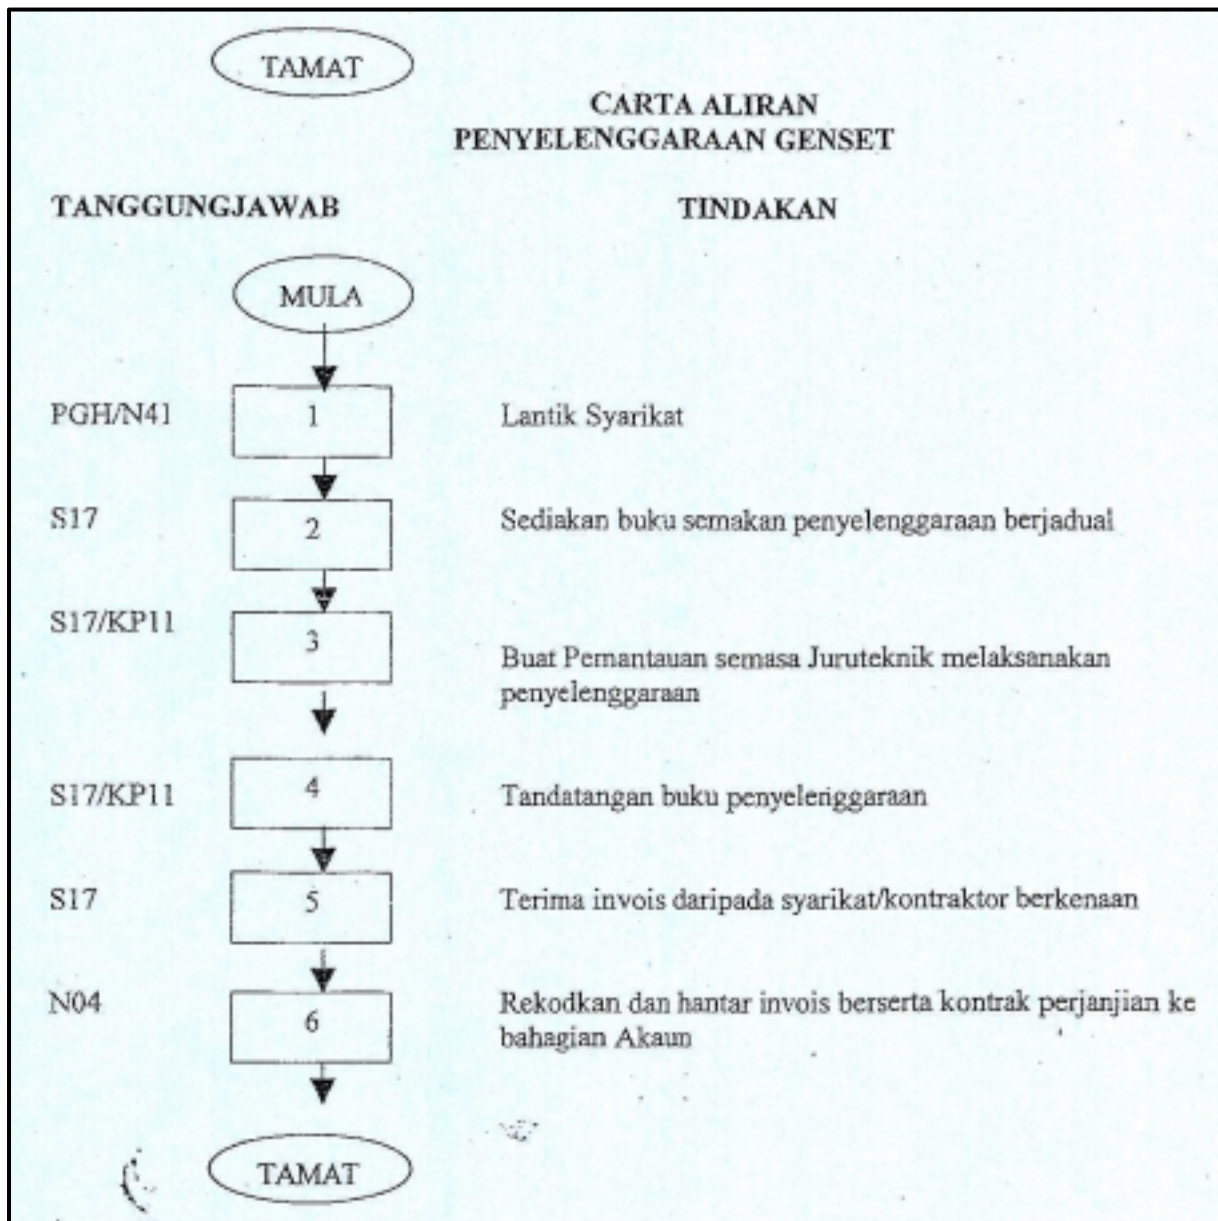 TAMAT
CARTA ALIRAN
PENYELENGGARAAN GENSET
TANGGUNGJAWAB TINDAKAN
MULA
PGH/N41 1 Lantik Syarikat
S17 2 Sediakan buku semakan penyelenggaraan berjadual
S17/KP11 3 Buat Pemantauan semasa Juruteknik melaksanakan
penyelenggaraan
S17/KP11 4 Tandatangan buku penyelenggaraan
S17 5 Terima invois daripada syarikat/kontraktor berkenaan
N04 6 Rekodkan dan hantar invois berserta kontrak perjanjian ke
bahagian Akaun
TAMAT